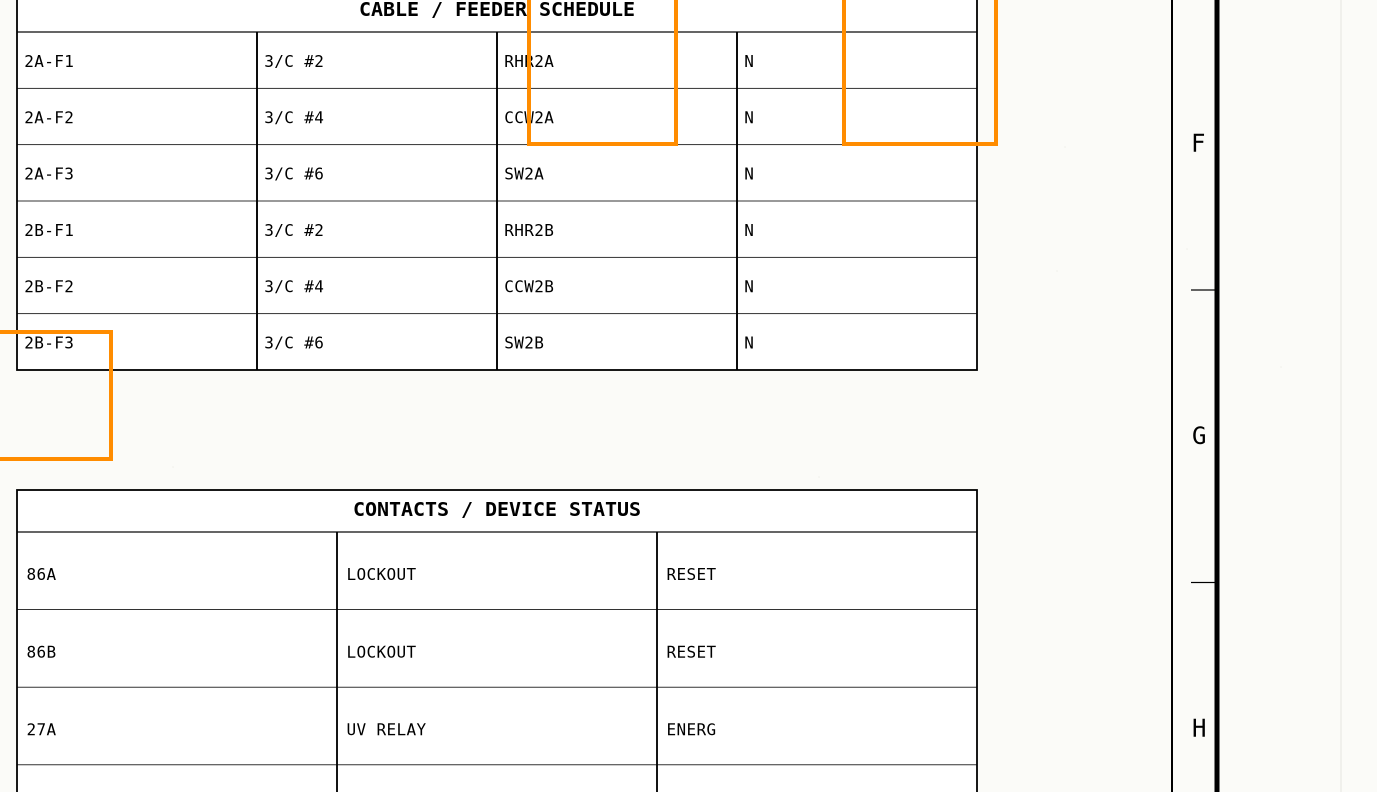 CABLE / FEEDER SCHEDULE
2A-F1 3/C #2 RHR2A N
2A-F2 3/C #4 CCW2A N
F
2A-F3 3/C #6 SW2A N
2B-F1 3/C #2 RHR2B N
2B-F2 3/C #4 CCW2B N
2B-F3 3/C #6 SW2B N
G
CONTACTS / DEVICE STATUS
86A LOCKOUT RESET
86B LOCKOUT RESET
27A UV RELAY ENERG
H